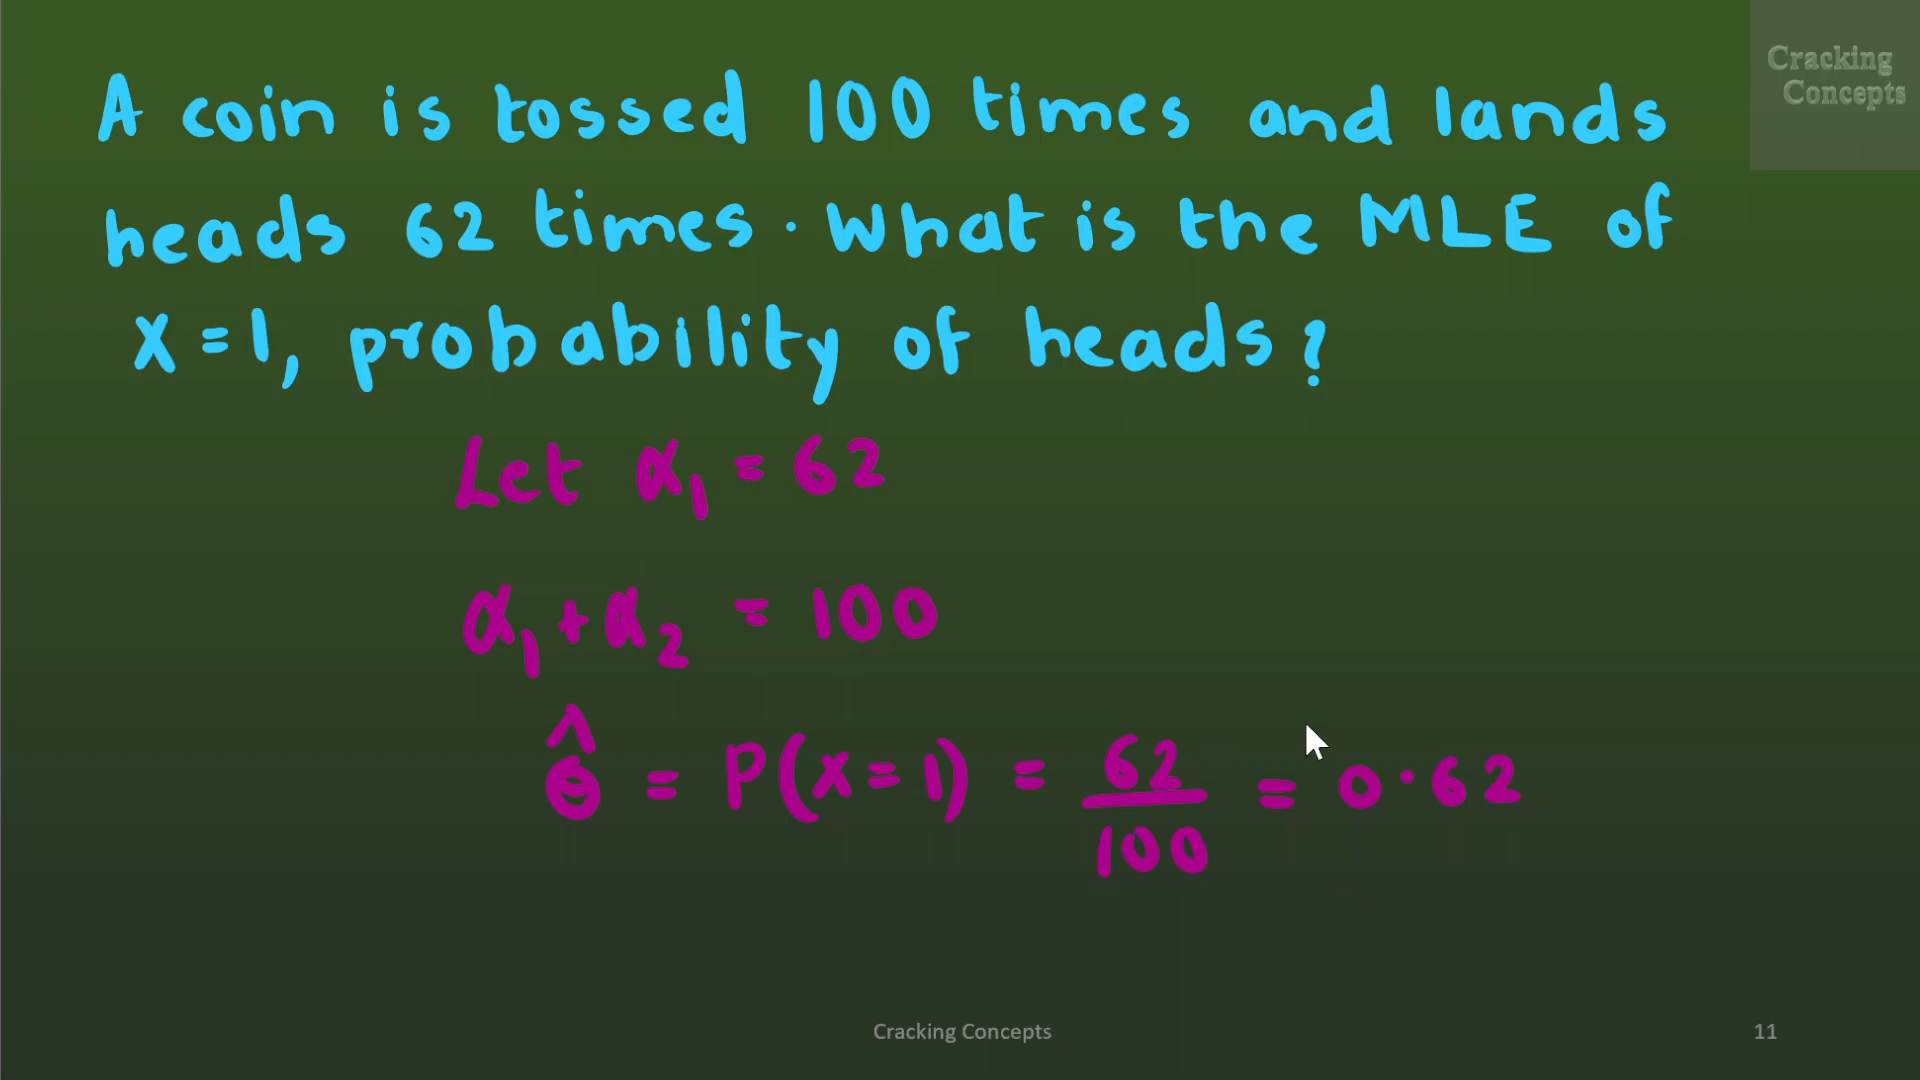 Cracking
Concepts
A coin is tossed 100 times and lands
heads 62 times. What is the MLE of
X=1, probability of heads?
Let α₁ = 62
α₁+α₂ = 100
θ̂ = P(X=1) = 62/100 = 0.62
Cracking Concepts
11